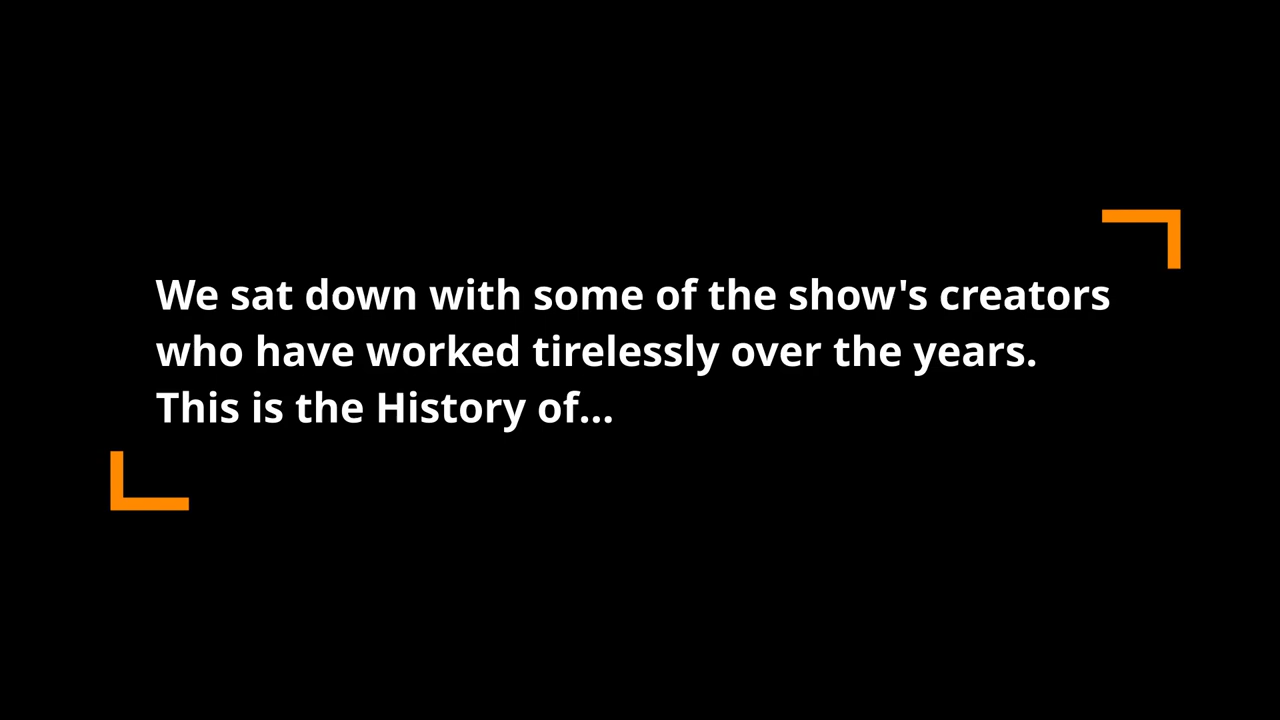 We sat down with some of the show's creators
who have worked tirelessly over the years.
This is the History of...